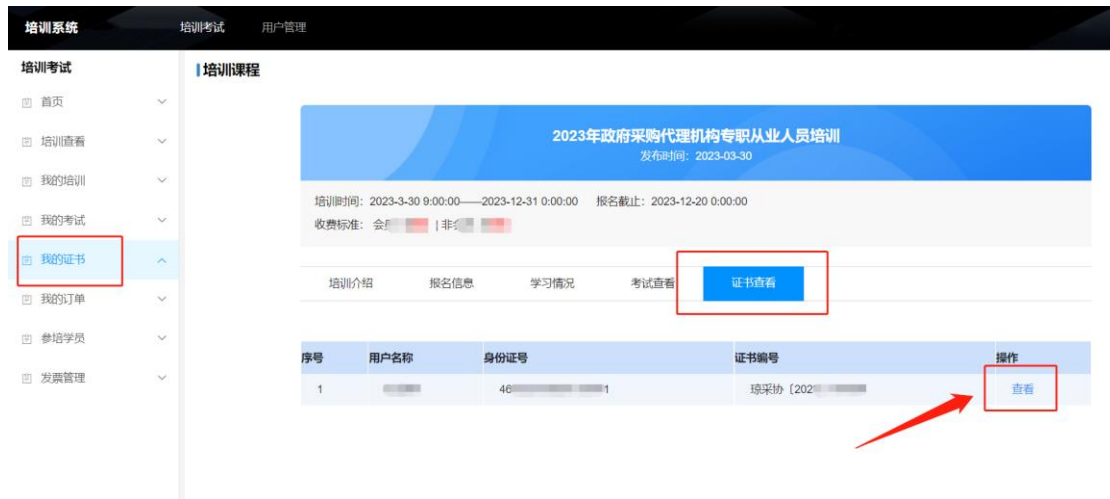 培训系统 培训考试 用户管理
培训考试
培训课程
首页
培训查看
我的培训
我的考试
我的证书
我的订单
参培学员
发票管理
2023年政府采购代理机构专职从业人员培训
发布时间：2023-03-30
培训时间：2023-3-30 9:00:00——2023-12-31 0:00:00 报名截止：2023-12-20 0:00:00
收费标准： | 非
培训介绍 报名信息 学习情况 考试查看 证书查看
序号 用户名称 身份证号 证书编号 操作
1 46 1 琼采协〔202 查看